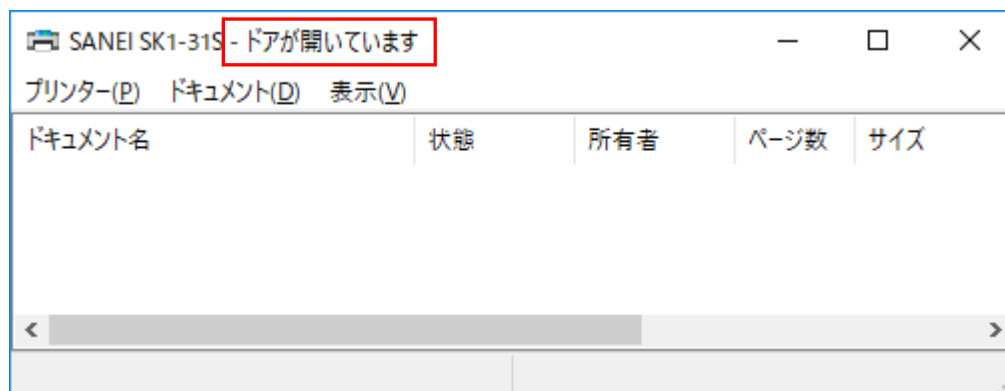 SANEI SK1-31S - ドアが開いています
プリンター(P) ドキュメント(D) 表示(V)
ドキュメント名 状態 所有者 ページ数 サイズ